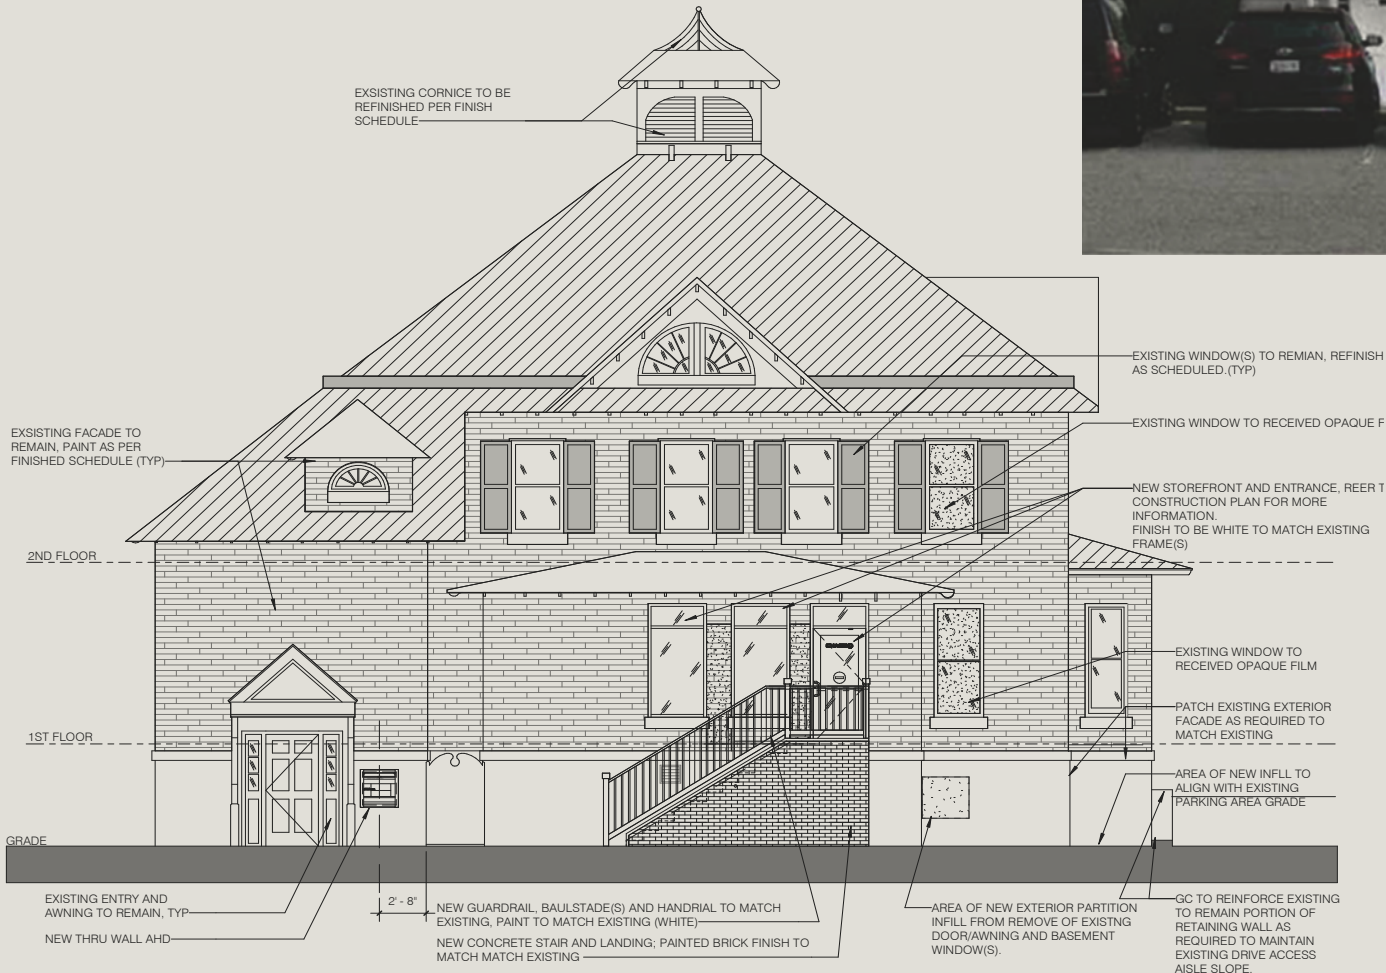 EXSISTING CORNICE TO BE
REFINISHED PER FINISH
SCHEDULE
EXISTING WINDOW(S) TO REMIAN, REFINISH
AS SCHEDULED.(TYP)
EXISTING WINDOW TO RECEIVED OPAQUE F
EXSISTING FACADE TO
REMAIN, PAINT AS PER
FINISHED SCHEDULE (TYP)
NEW STOREFRONT AND ENTRANCE, REER T
CONSTRUCTION PLAN FOR MORE
INFORMATION.
FINISH TO BE WHITE TO MATCH EXISTING
FRAME(S)
2ND FLOOR
EXISTING WINDOW TO
RECEIVED OPAQUE FILM
PATCH EXISTING EXTERIOR
FACADE AS REQUIRED TO
MATCH EXISTING
1ST FLOOR
AREA OF NEW INFLL TO
ALIGN WITH EXISTING
PARKING AREA GRADE
GRADE
EXISTING ENTRY AND
AWNING TO REMAIN, TYP
NEW THRU WALL AHD
2' - 8"
NEW GUARDRAIL, BAULSTADE(S) AND HANDRIAL TO MATCH
EXISTING, PAINT TO MATCH EXISTING (WHITE)
NEW CONCRETE STAIR AND LANDING; PAINTED BRICK FINISH TO
MATCH MATCH EXISTING
AREA OF NEW EXTERIOR PARTITION
INFILL FROM REMOVE OF EXISTNG
DOOR/AWNING AND BASEMENT
WINDOW(S).
GC TO REINFORCE EXISTING
TO REMAIN PORTION OF
RETAINING WALL AS
REQUIRED TO MAINTAIN
EXISTING DRIVE ACCESS
AISLE SLOPE.